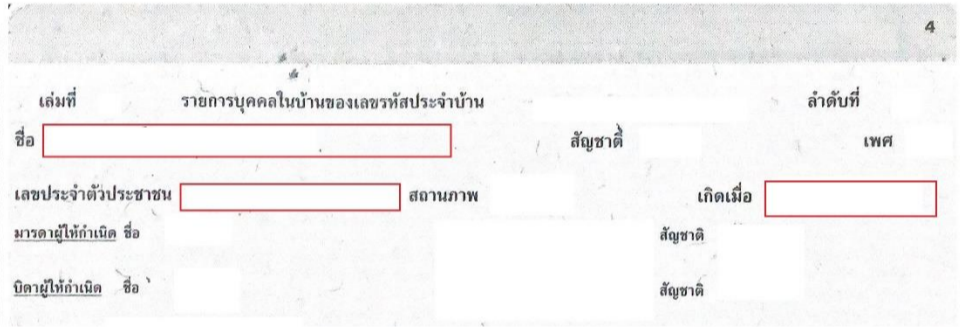 4
เล่มที่ รายการบุคคลในบ้านของเลขรหัสประจำบ้าน ลำดับที่
ชื่อ สัญชาติ เพศ
เลขประจำตัวประชาชน สถานภาพ เกิดเมื่อ
มารดาผู้ให้กำเนิด ชื่อ สัญชาติ
บิดาผู้ให้กำเนิด ชื่อ สัญชาติ